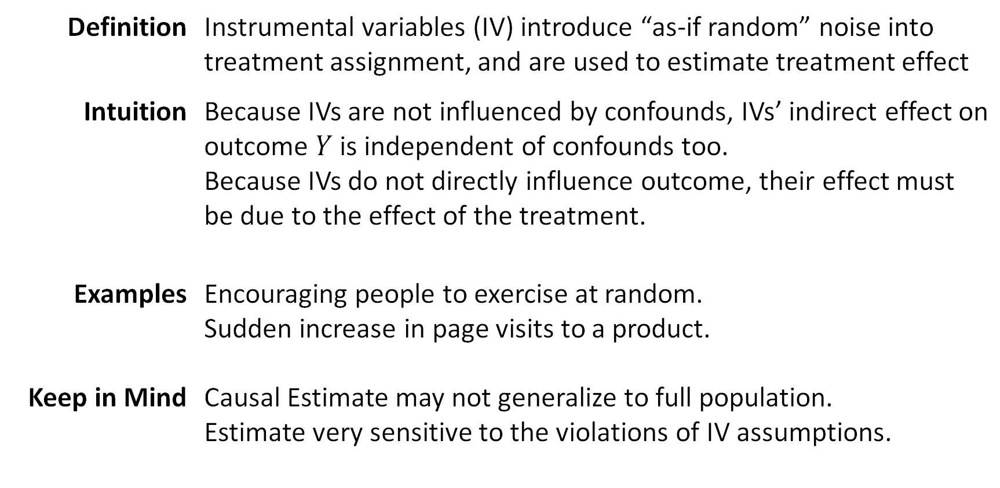 Definition Instrumental variables (IV) introduce “as-if random” noise into
treatment assignment, and are used to estimate treatment effect
Intuition Because IVs are not influenced by confounds, IVs’ indirect effect on
outcome Y is independent of confounds too.
Because IVs do not directly influence outcome, their effect must
be due to the effect of the treatment.
Examples Encouraging people to exercise at random.
Sudden increase in page visits to a product.
Keep in Mind Causal Estimate may not generalize to full population.
Estimate very sensitive to the violations of IV assumptions.